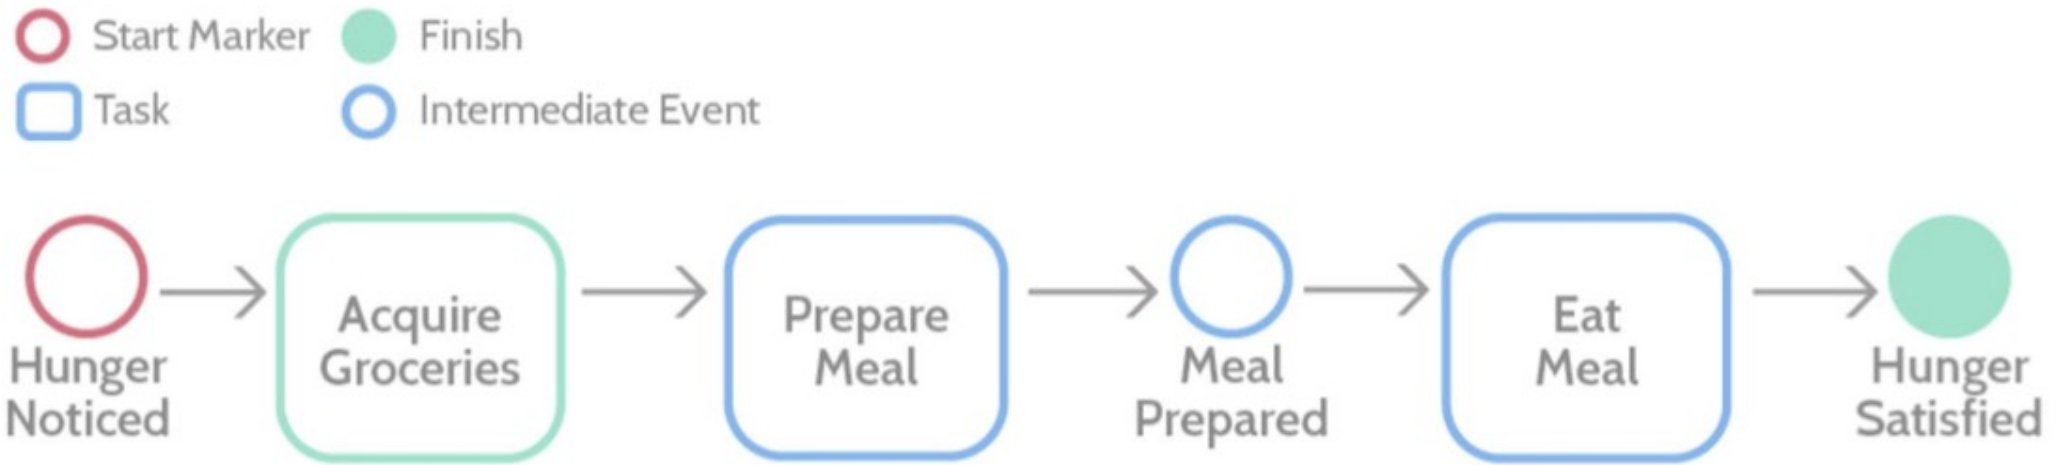 Start Marker
Finish
Task
Intermediate Event
Hunger
Noticed
Acquire
Groceries
Prepare
Meal
Meal
Prepared
Eat
Meal
Hunger
Satisfied